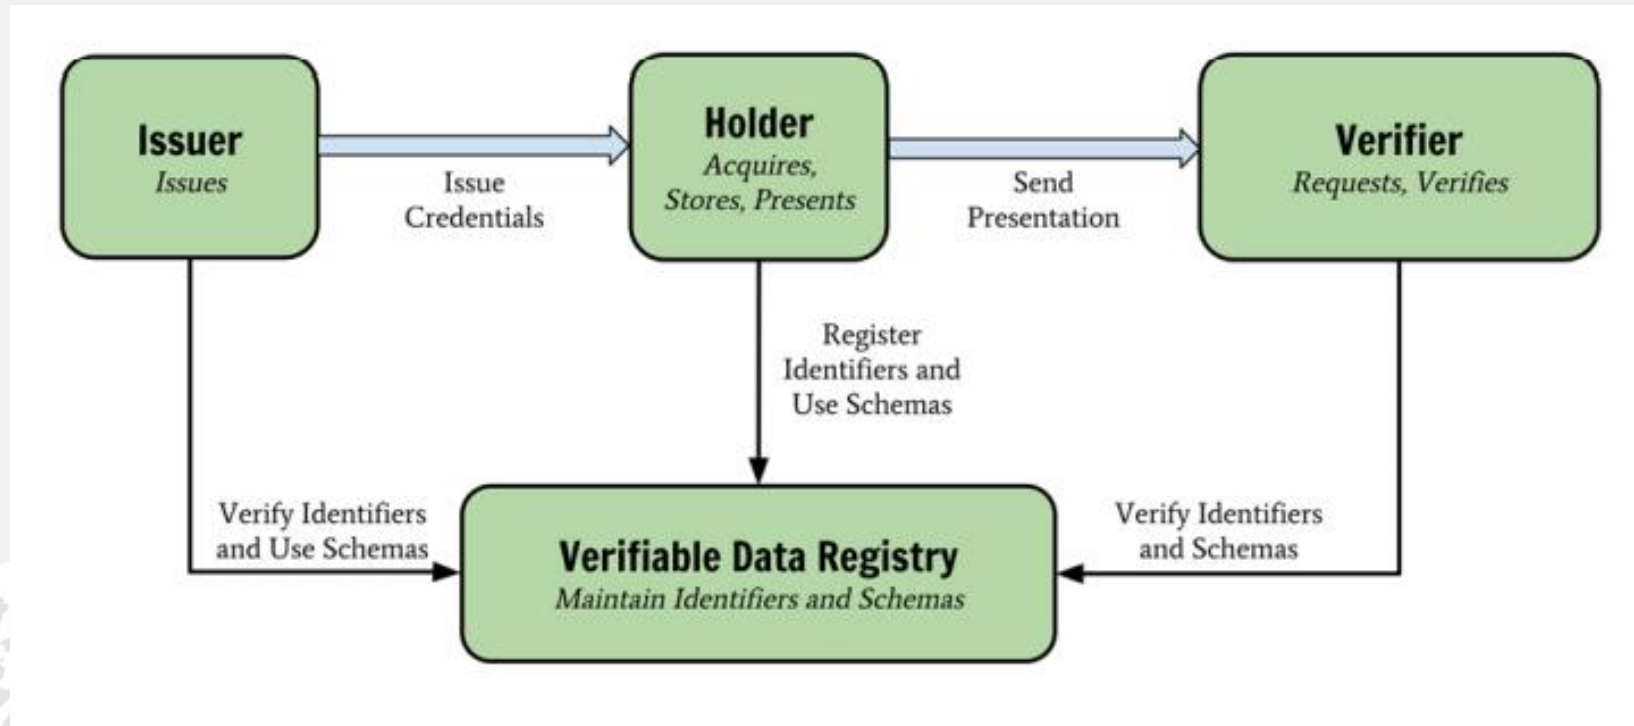 Issuer
Issues
Issue
Credentials
Holder
Acquires,
Stores, Presents
Send
Presentation
Verifier
Requests, Verifies
Register
Identifiers and
Use Schemas
Verify Identifiers
and Use Schemas
Verifiable Data Registry
Maintain Identifiers and Schemas
Verify Identifiers
and Schemas